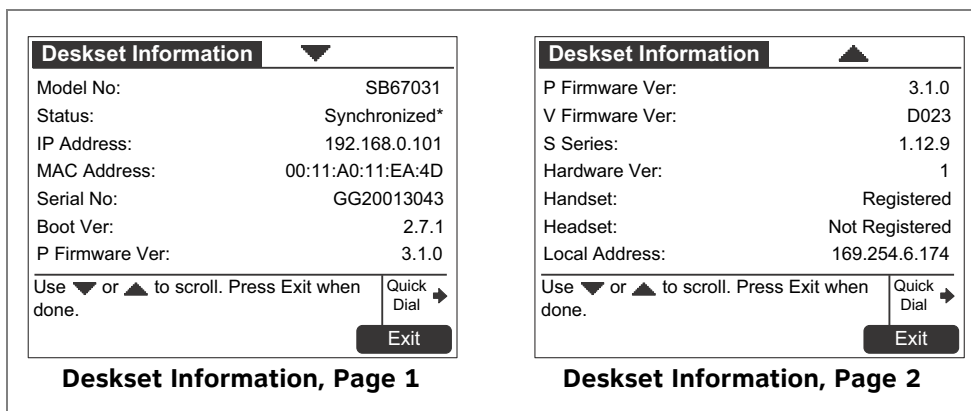 Deskset Information
Model No: SB67031
Status: Synchronized*
IP Address: 192.168.0.101
MAC Address: 00:11:A0:11:EA:4D
Serial No: GG20013043
Boot Ver: 2.7.1
P Firmware Ver: 3.1.0
Use or to scroll. Press Exit when
done.
Quick
Dial
Exit
Deskset Information, Page 1
Deskset Information
P Firmware Ver: 3.1.0
V Firmware Ver: D023
S Series: 1.12.9
Hardware Ver: 1
Handset: Registered
Headset: Not Registered
Local Address: 169.254.6.174
Use or to scroll. Press Exit when
done.
Quick
Dial
Exit
Deskset Information, Page 2